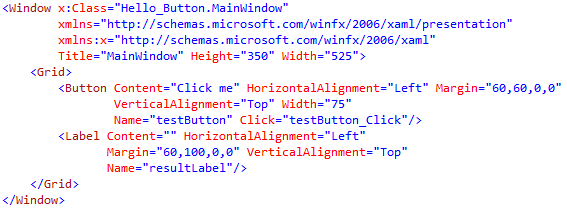 <Window x:Class="Hello_Button.MainWindow"
xmlns="http://schemas.microsoft.com/winfx/2006/xaml/presentation"
xmlns:x="http://schemas.microsoft.com/winfx/2006/xaml"
Title="MainWindow" Height="350" Width="525">
<Grid>
<Button Content="Click me" HorizontalAlignment="Left" Margin="60,60,0,0"
VerticalAlignment="Top" Width="75"
Name="testButton" Click="testButton_Click"/>
<Label Content="" HorizontalAlignment="Left"
Margin="60,100,0,0" VerticalAlignment="Top"
Name="resultLabel"/>
</Grid>
</Window>